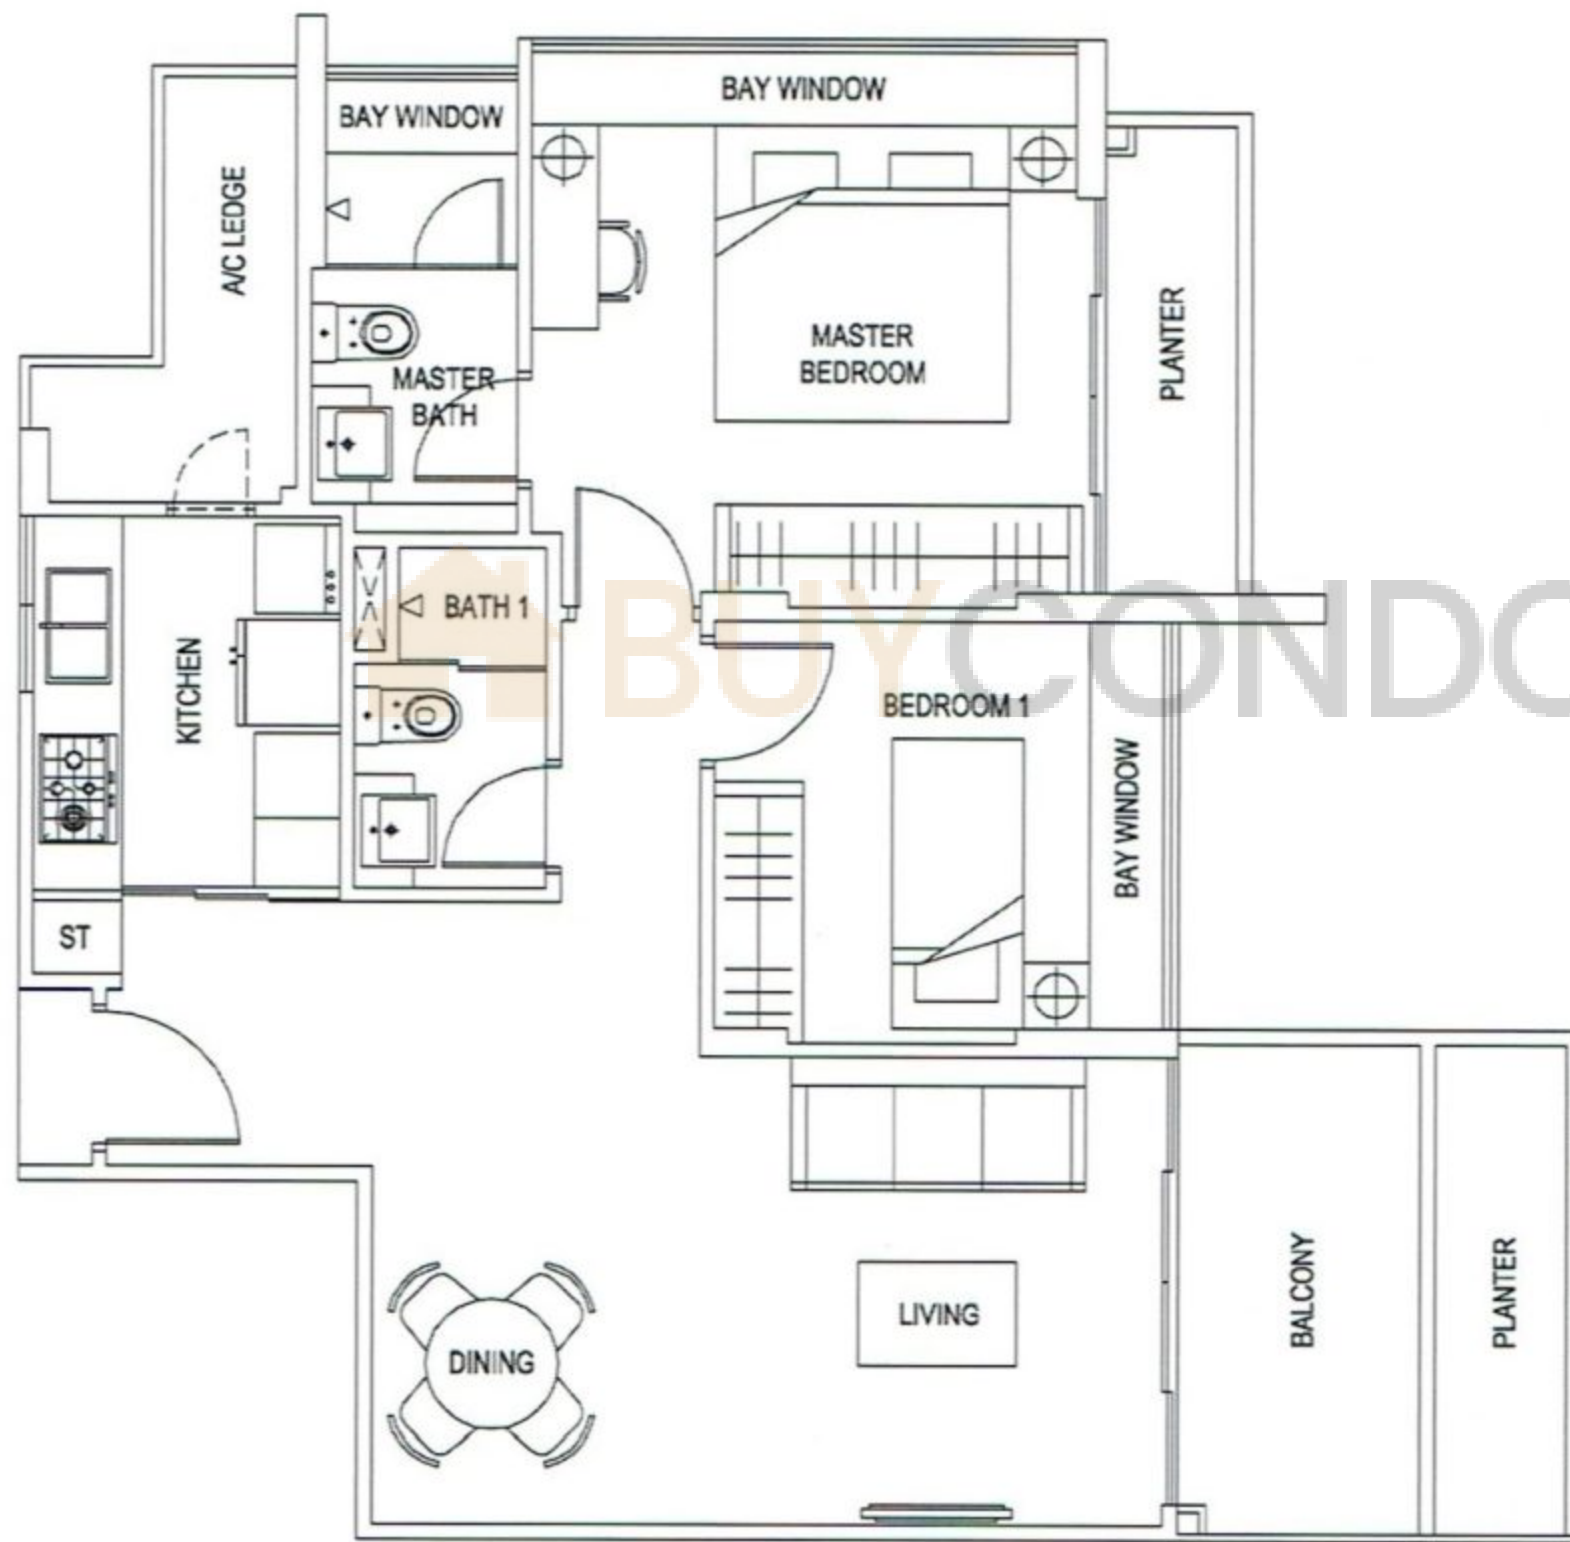 BAY WINDOW
BAY WINDOW
A/C LEDGE
MASTER
BEDROOM
PLANTER
MASTER
BATH
BATH 1
BUYCONDO
KITCHEN
BEDROOM 1
BAY WINDOW
ST
LIVING
DINING
BALCONY
PLANTER